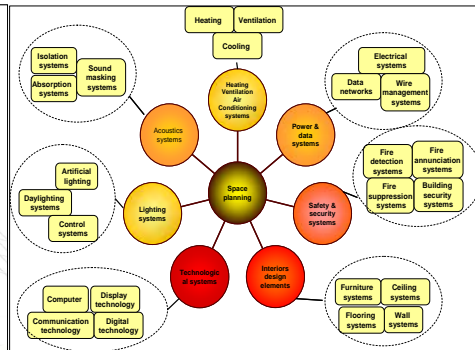 Heating
Ventilation
Cooling
Isolation
systems
Sound
masking
systems
Absorption
systems
Electrical
systems
Data
networks
Wire
management
systems
Heating
Ventilation
Air
Conditioning
systems
Acoustics
systems
Power &
data
systems
Fire
detection
systems
Fire
annunciation
systems
Fire
suppression
systems
Building
security
systems
Artificial
lighting
Daylighting
systems
Control
systems
Lighting
systems
Space
planning
Safety &
security
systems
Technologic
al systems
Interiors
design
elements
Computer
Display
technology
Communication
technology
Digital
technology
Furniture
systems
Ceiling
systems
Flooring
systems
Wall
systems